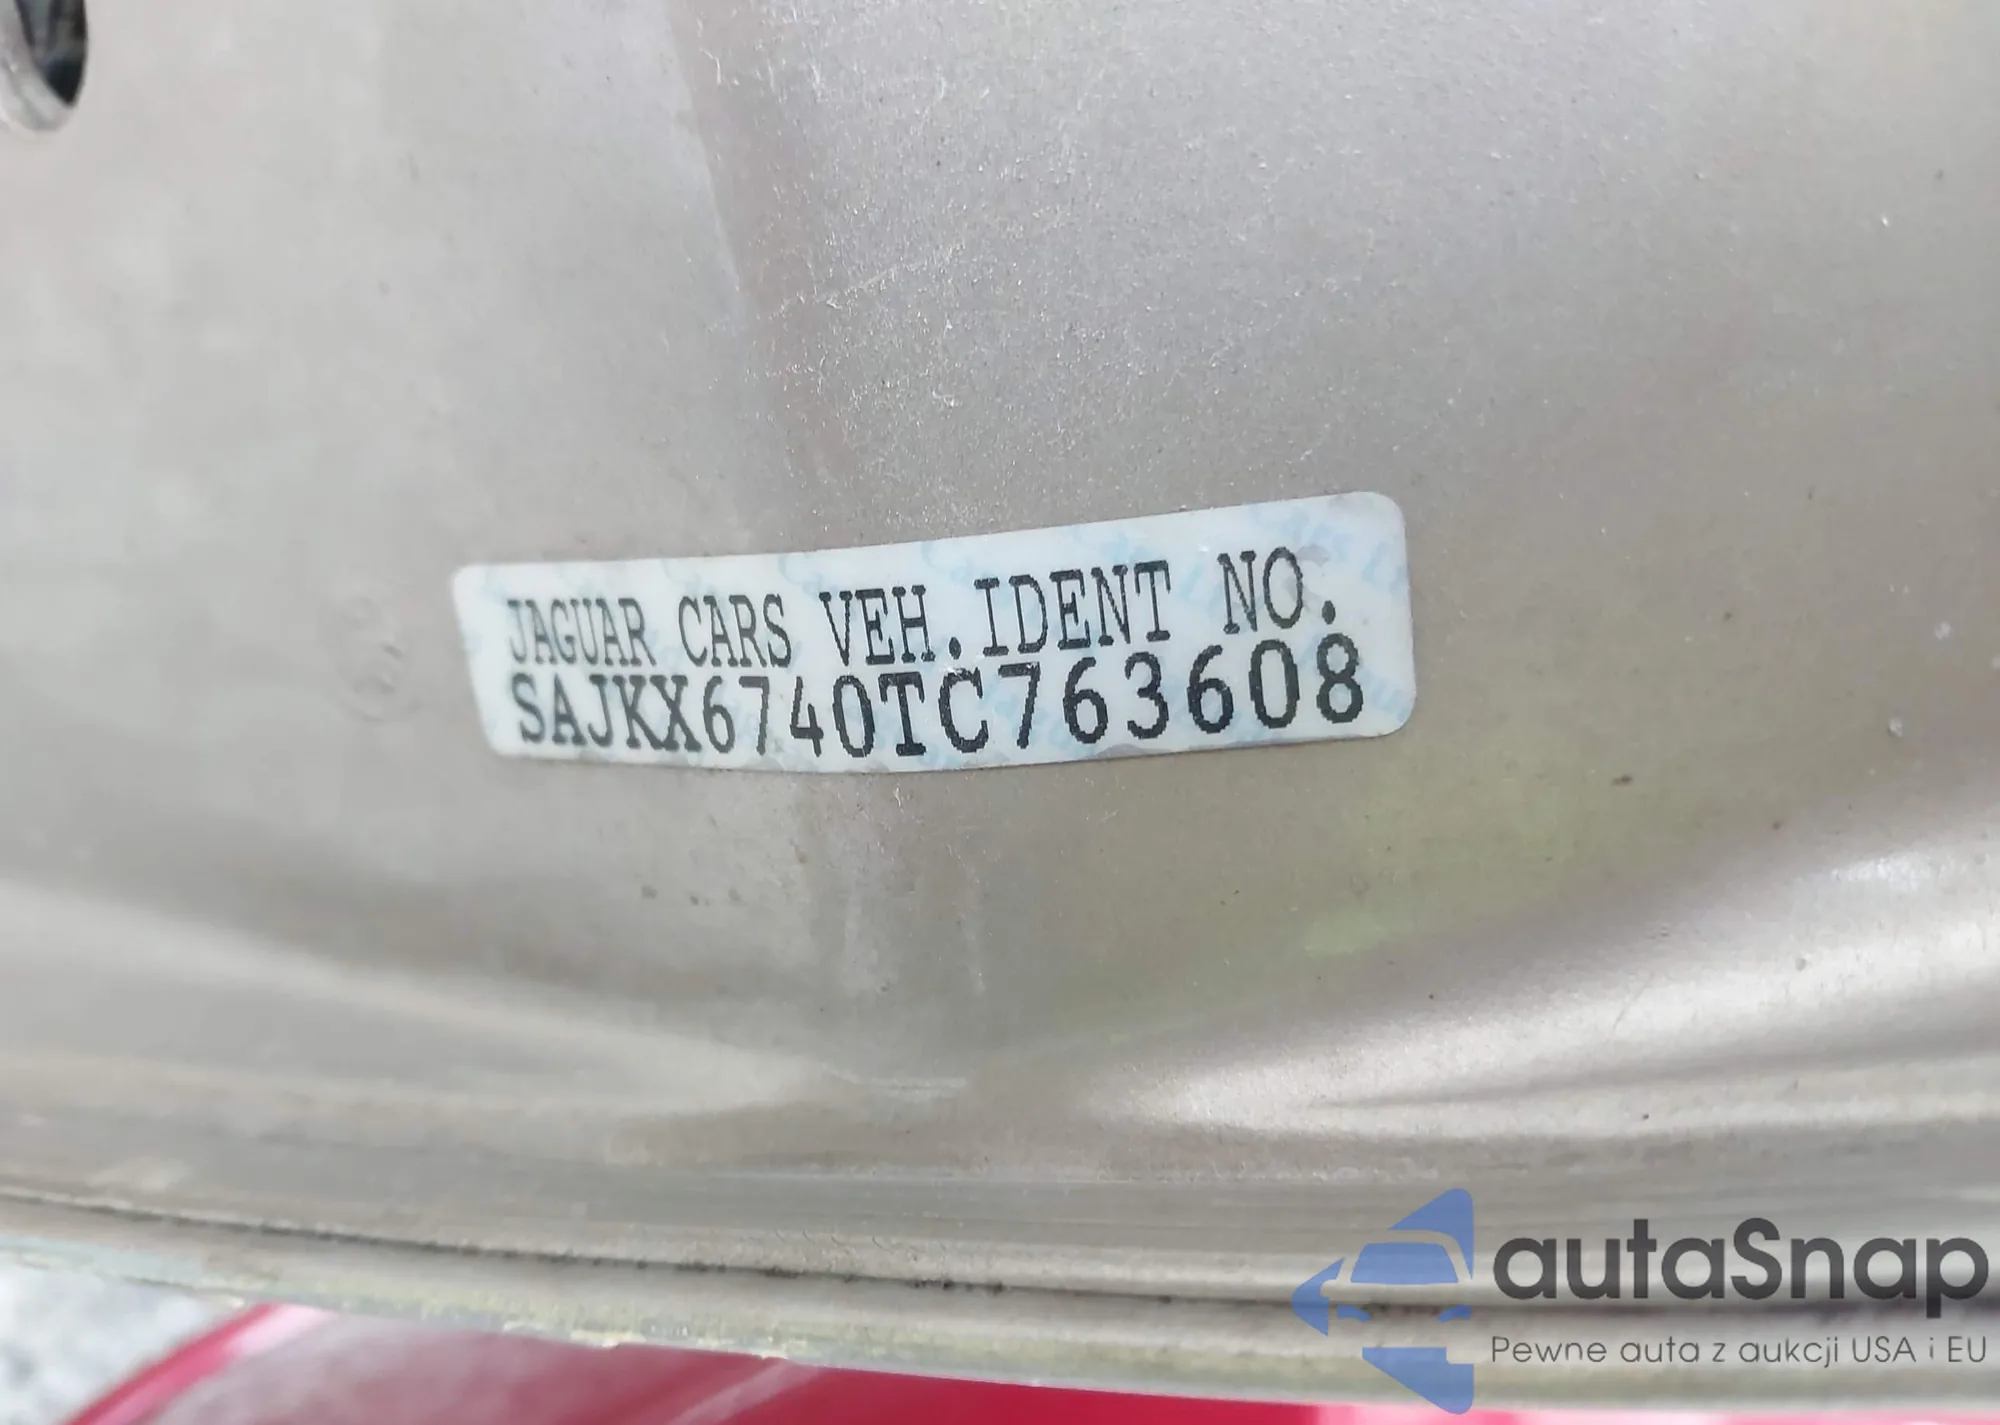 JAGUAR CARS VEH.IDENT NO.
SAJKX6740TC763608
autaSnap
Pewne auta z aukcji USA i EU